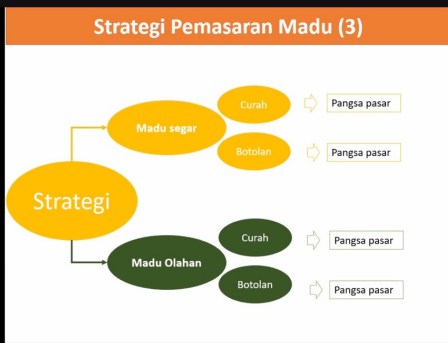 Strategi Pemasaran Madu (3)
Curah
Pangsa pasar
Madu segar
Botolan
Pangsa pasar
Strategi
Curah
Pangsa pasar
Madu Olahan
Botolan
Pangsa pasar